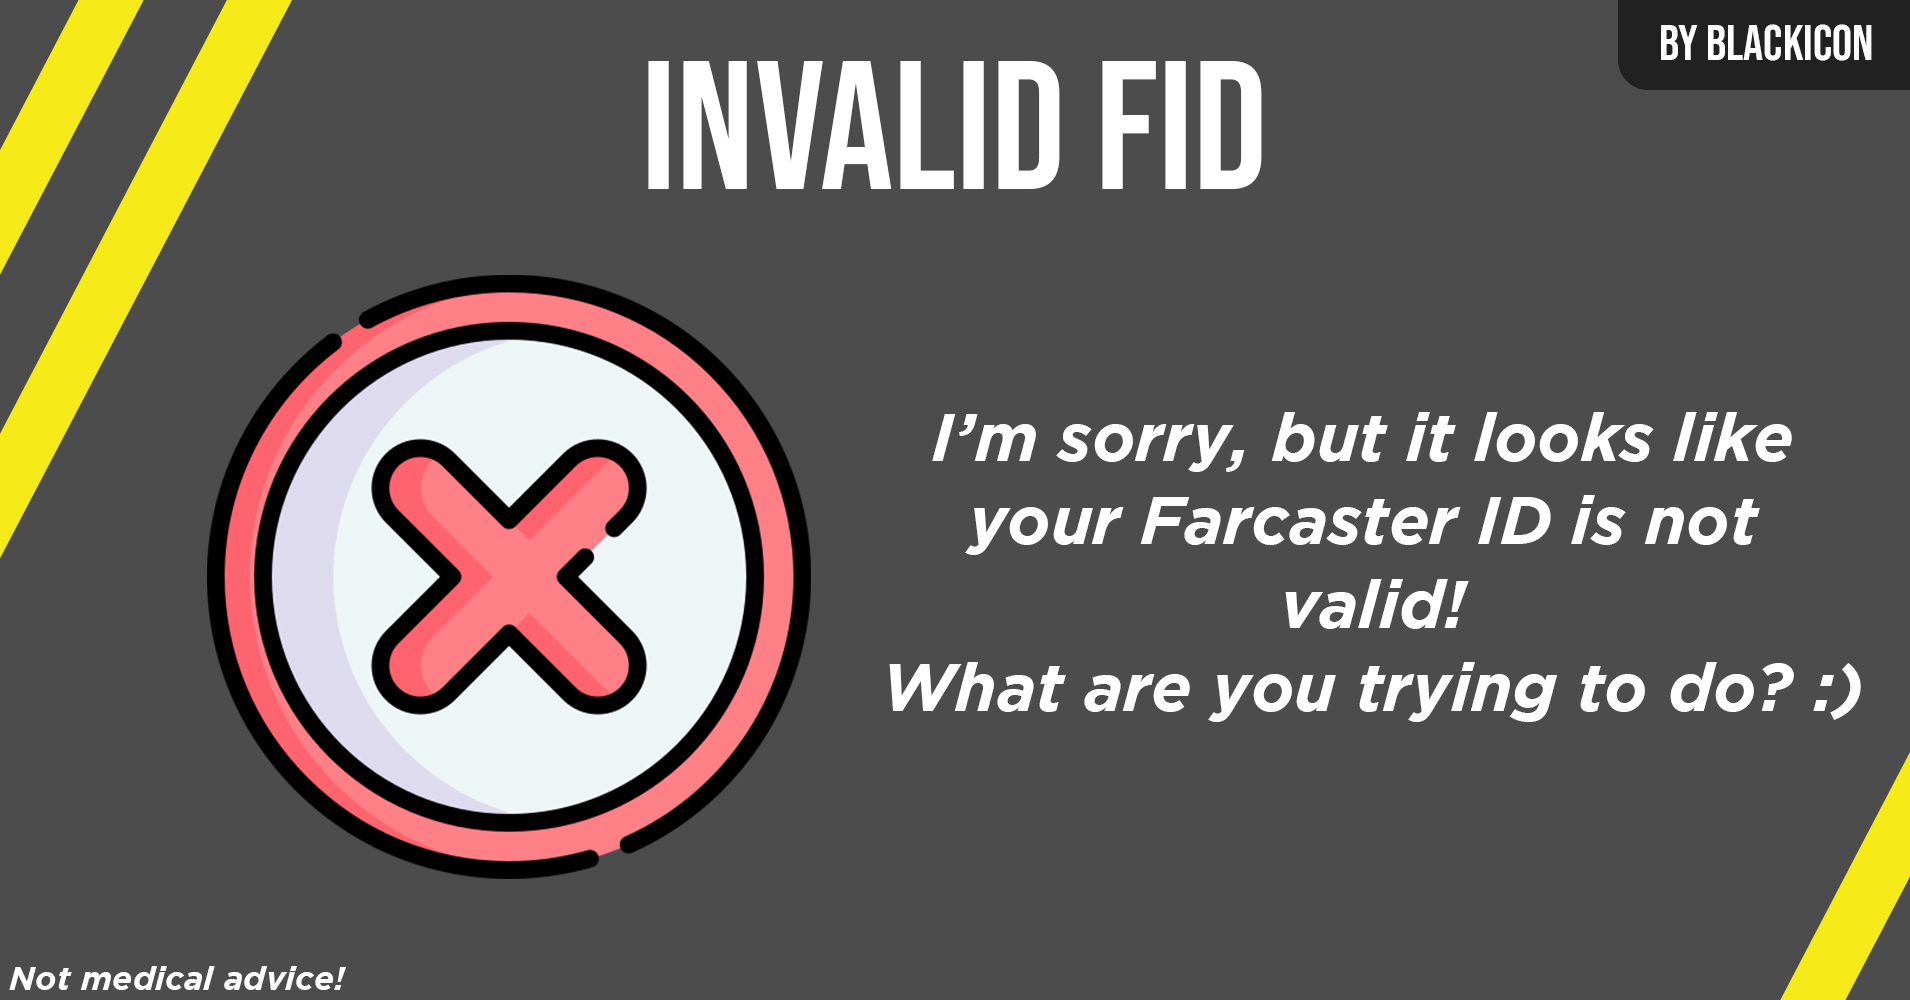 BY BLACKICON
INVALID FID
I’m sorry, but it looks like
your Farcaster ID is not
valid!
What are you trying to do? :)
Not medical advice!